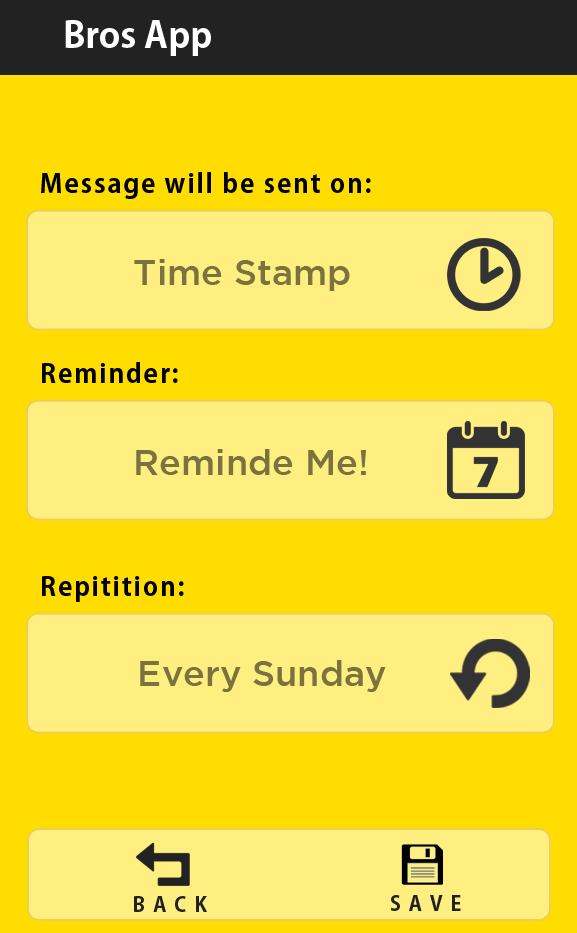 Bros App
Message will be sent on:
Time Stamp
Reminder:
Reminde Me!
7
Repitition:
Every Sunday
BACK
SAVE